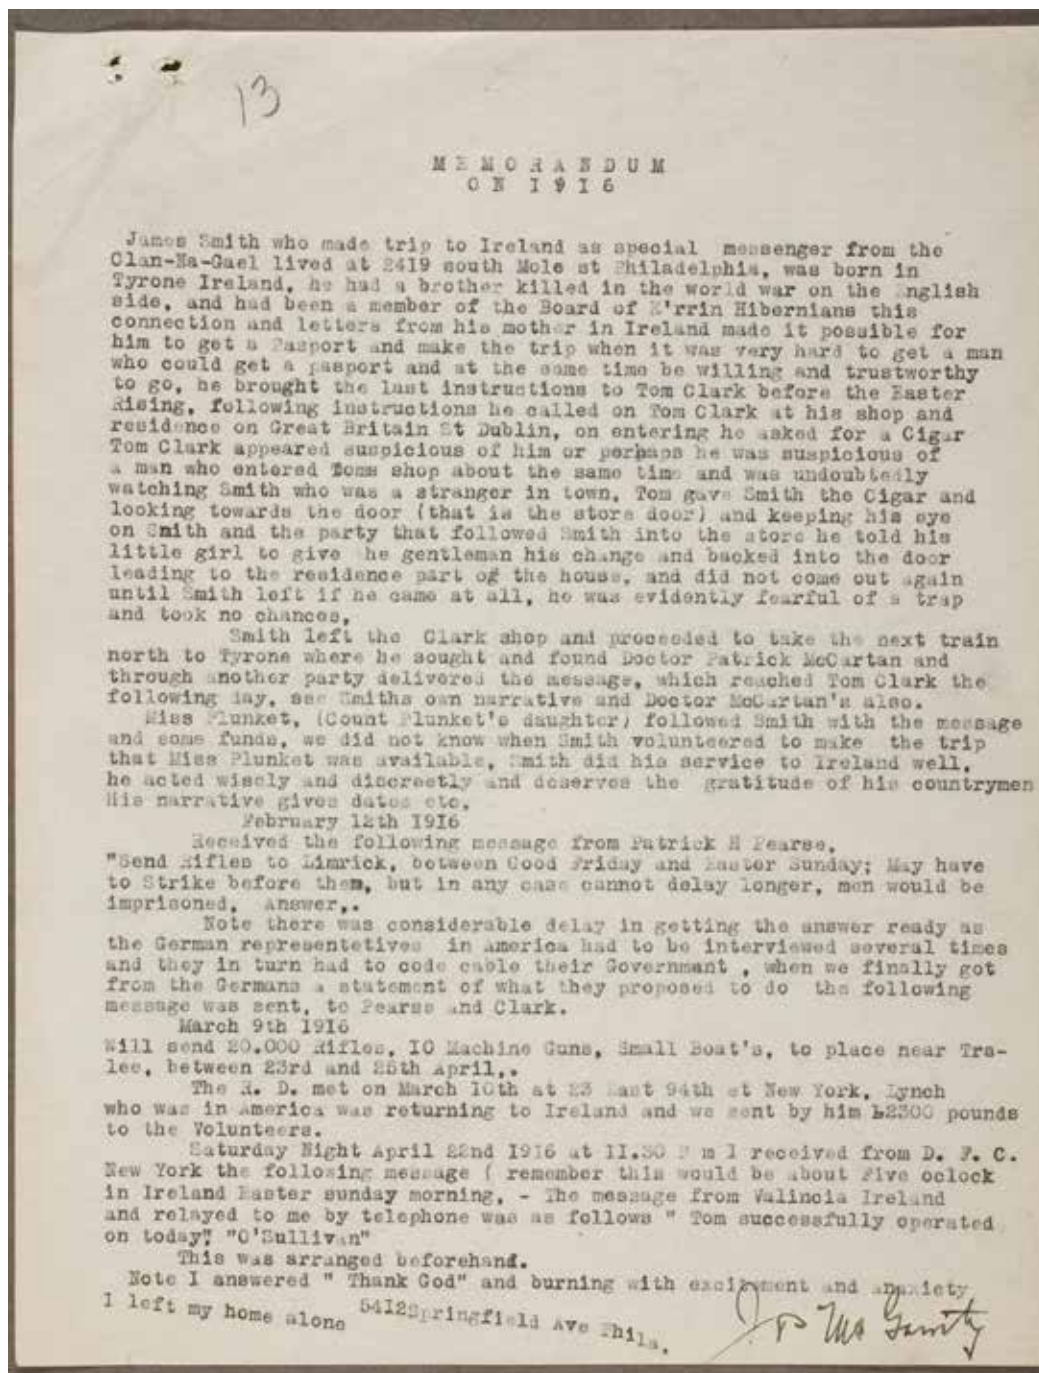 13
MEMORANDUM
ON 1916
James Smith who made trip to Ireland as special messenger from the
Clan-Na-Gael lived at 2419 south Mole st Philadelphia, was born in
Tyrone Ireland, he had a brother killed in the world war on the English
side, and had been a member of the Board of E'rrin Hibernians this
connection and letters from his mother in Ireland made it possible for
him to get a Pasport and make the trip when it was very hard to get a man
who could get a pasport and at the same time be willing and trustworthy
to go, he brought the last instructions to Tom Clark before the Easter
Rising, following instructions he called on Tom Clark at his shop and
residence on Great Britain St Dublin, on entering he asked for a Cigar
Tom Clark appeared suspicious of him or perhaps he was suspicious of
a man who entered Toms shop about the same time and was undoubtedly
watching Smith who was a stranger in town, Tom gave Smith the Cigar and
looking towards the door (that is the store door) and keeping his eye
on Smith and the party that followed Smith into the store he told his
little girl to give he gentleman his change and backed into the door
leading to the residence part of the house, and did not come out again
until Smith left if he came at all, he was evidently fearful of a trap
and took no chances,
Smith left the Clark shop and proceeded to take the next train
north to Tyrone where he sought and found Doctor Patrick McCartan and
through another party delivered the message, which reached Tom Clark the
following day, see Smiths own narrative and Doctor McCartan's also.
Miss Plunket, (Count Plunket's daughter) followed Smith with the message
and some funds, we did not know when Smith volunteered to make the trip
that Miss Plunket was available, Smith did his service to Ireland well,
he acted wisely and discreetly and deserves the gratitude of his countrymen
His narrative gives dates etc,
February 12th 1916
Received the following message from Patrick H Pearse,
"Send Rifles to Limrick, between Good Friday and Easter Sunday; May have
to Strike before them, but in any case cannot delay longer, men would be
imprisoned, Answer,.
Note there was considerable delay in getting the answer ready as
the German representetives in America had to be interviewed several times
and they in turn had to code cable their Governmant , when we finally got
from the Germans a statement of what they proposed to do the following
message was sent, to Pearse and Clark.
March 9th 1916
Will send 20.000 Rifles, IO Machine Guns, Small Boat's, to place near Tra-
lee, between 23rd and 25th April,.
The R. D. met on March 10th at 23 East 94th st New York, Lynch
who was in America was returning to Ireland and we sent by him £2300 pounds
to the Volunteers.
Saturday Night April 22nd 1916 at II.30 P m I received from D. F. C.
New York the following message ( remember this would be about Five oclock
in Ireland Easter sunday morning, - The message from Valincia Ireland
and relayed to me by telephone was as follows " Tom successfully operated
on today" "O'Sullivan"
This was arranged beforehand.
Note I answered " Thank God" and burning with excitment and anaxiety
I left my home alone 5412Springfield Ave Phila.
Jos McGarrity